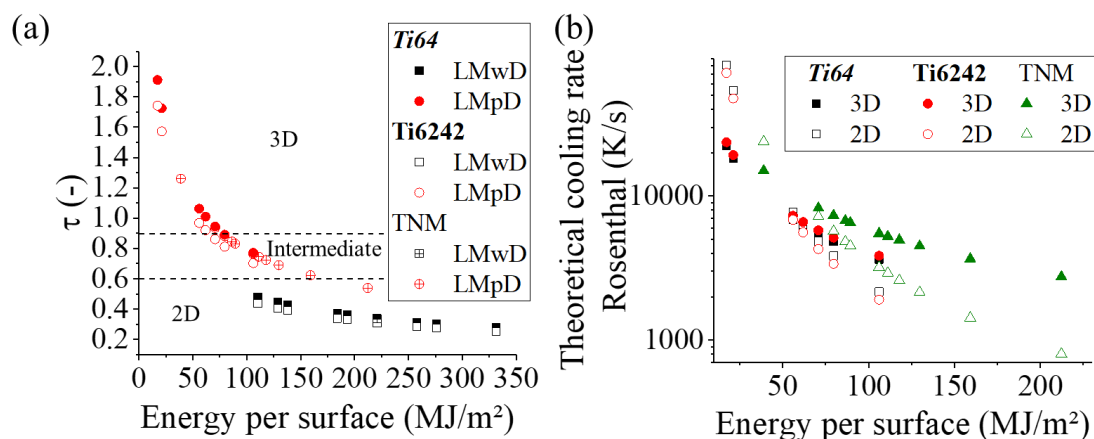 (a)
τ (-)
2.0
1.8
1.6
1.4
1.2
1.0
0.8
0.6
0.4
0.2
0 50 100 150 200 250 300 350
Energy per surface (MJ/m²)
3D
Intermediate
2D
Ti64
LMwD
LMpD
Ti6242
LMwD
LMpD
TNM
LMwD
LMpD
(b)
Theoretical cooling rate
Rosenthal (K/s)
10000
1000
50 100 150 200
Energy per surface (MJ/m²)
Ti64 Ti6242 TNM
3D 3D 3D
2D 2D 2D